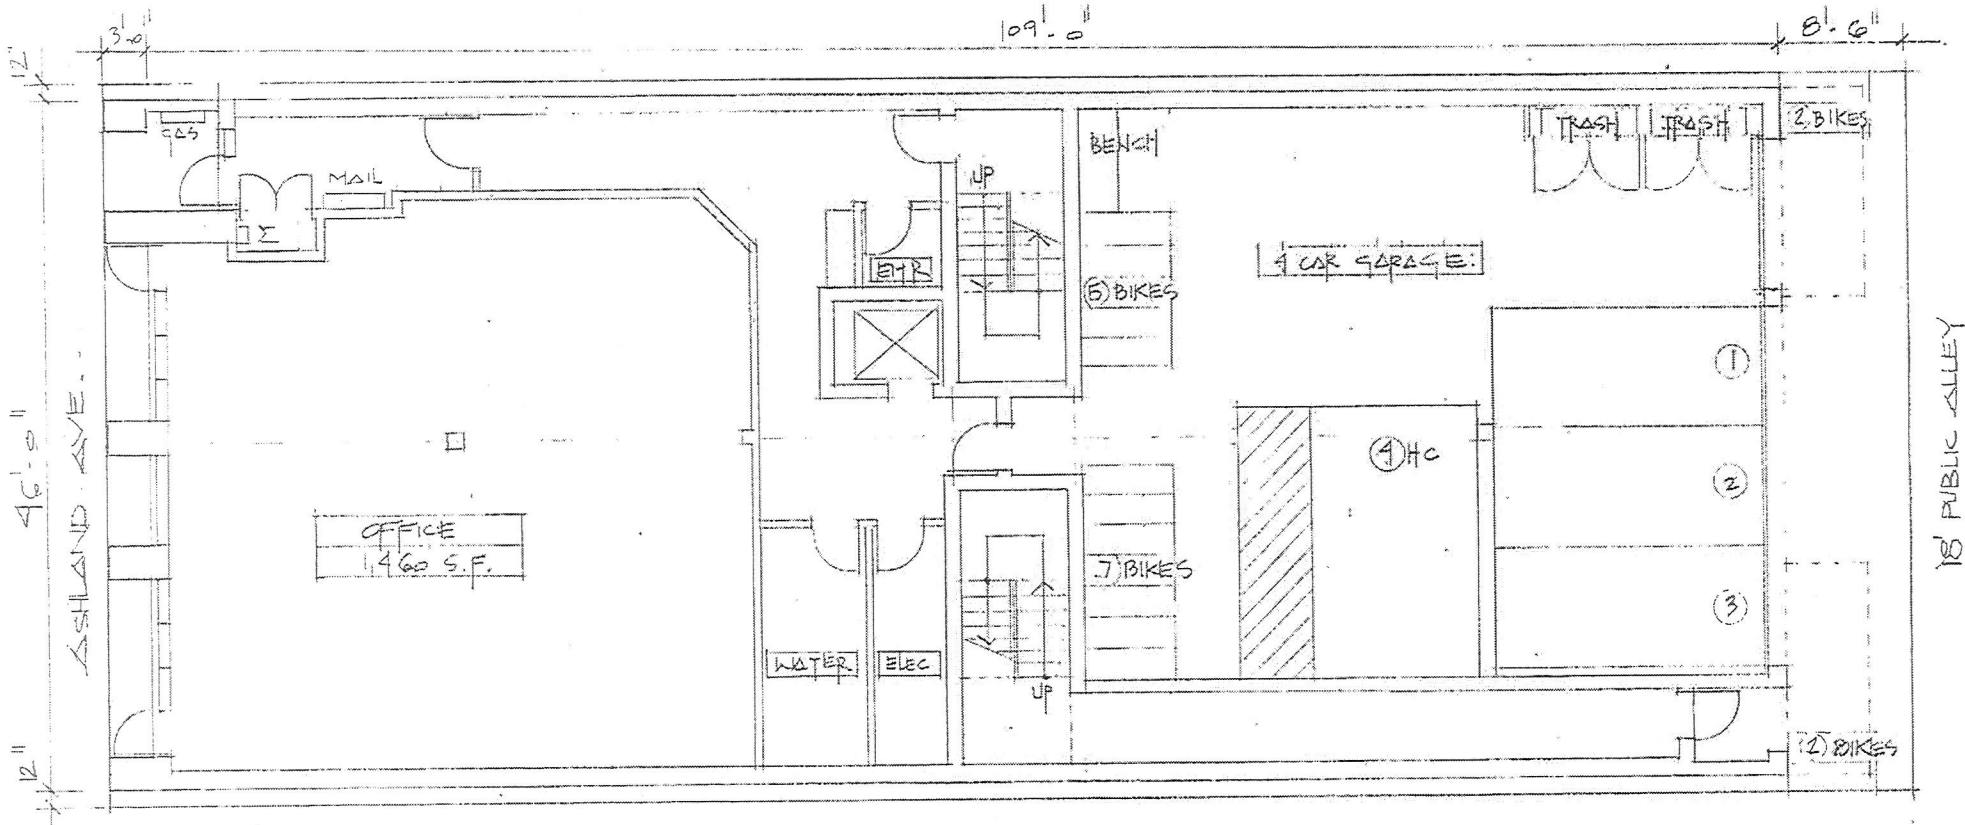 3'-0"
109'-0"
8'-6"
12"
GAS
MAIL
BENCH
TRASH
TRASH
2) BIKES
UP
4 CAR GARAGE:
(5) BIKES
①
46'-0"
ASHLAND AVE.
④ HC
②
18' PUBLIC ALLEY
OFFICE
1,460 S.F.
7) BIKES
③
WATER
ELEC
UP
12"
(2) BIKES